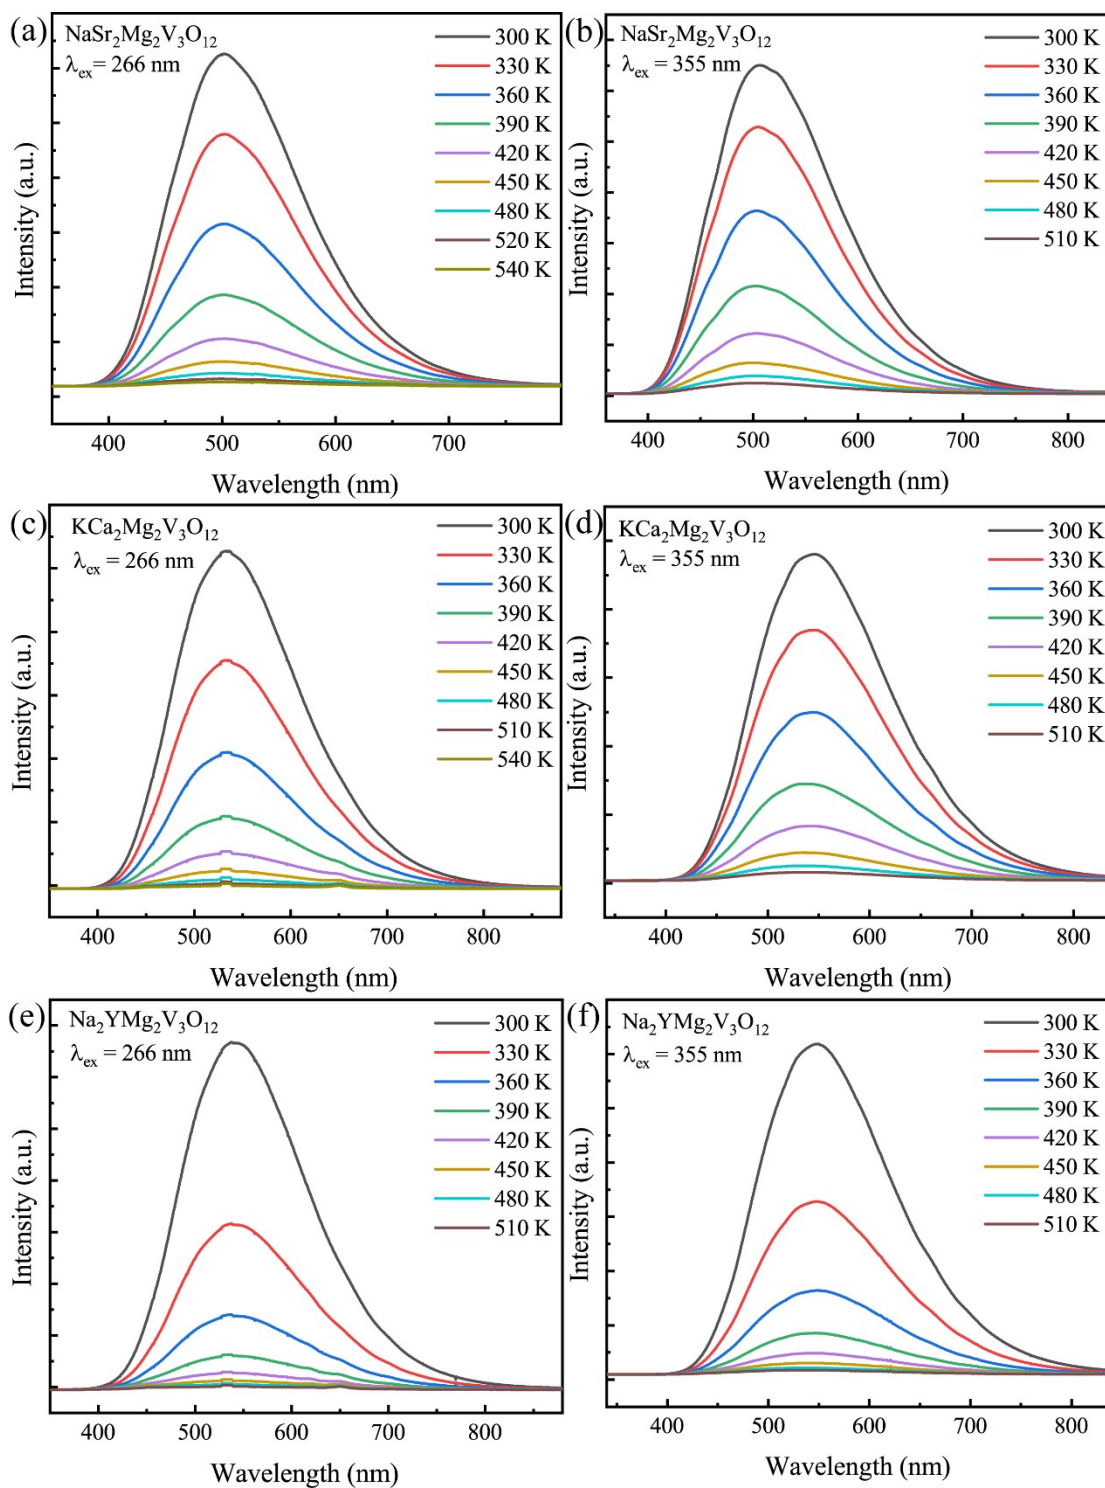 (a)
NaSr₂Mg₂V₃O₁₂
λₑₓ = 266 nm
300 K
330 K
360 K
390 K
420 K
450 K
480 K
520 K
540 K
Intensity (a.u.)
400 500 600 700
Wavelength (nm)
(b)
NaSr₂Mg₂V₃O₁₂
λₑₓ = 355 nm
300 K
330 K
360 K
390 K
420 K
450 K
480 K
510 K
Intensity (a.u.)
400 500 600 700 800
Wavelength (nm)
(c)
KCa₂Mg₂V₃O₁₂
λₑₓ = 266 nm
300 K
330 K
360 K
390 K
420 K
450 K
480 K
510 K
540 K
Intensity (a.u.)
400 500 600 700 800
Wavelength (nm)
(d)
KCa₂Mg₂V₃O₁₂
λₑₓ = 355 nm
300 K
330 K
360 K
390 K
420 K
450 K
480 K
510 K
Intensity (a.u.)
400 500 600 700 800
Wavelength (nm)
(e)
Na₂YMg₂V₃O₁₂
λₑₓ = 266 nm
300 K
330 K
360 K
390 K
420 K
450 K
480 K
510 K
Intensity (a.u.)
400 500 600 700 800
Wavelength (nm)
(f)
Na₂YMg₂V₃O₁₂
λₑₓ = 355 nm
300 K
330 K
360 K
390 K
420 K
450 K
480 K
510 K
Intensity (a.u.)
400 500 600 700 800
Wavelength (nm)